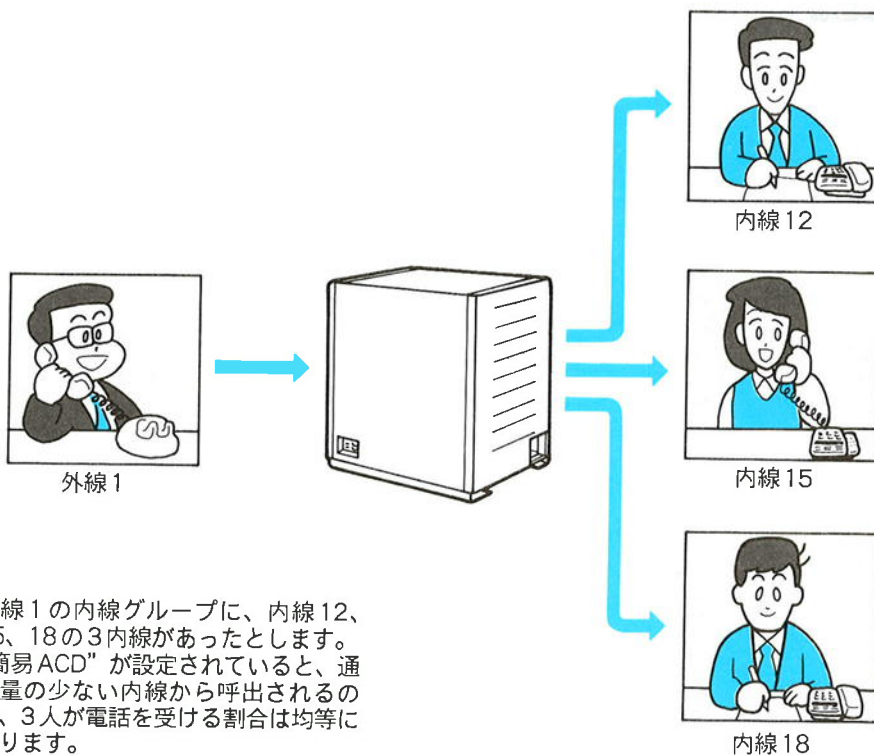 内線12
外線1
内線15
線1の内線グループに、内線12、
5、18の3内線があったとします。
簡易ACD”が設定されていると、通
量の少ない内線から呼出されるの
、3人が電話を受ける割合は均等に
ります。
内線18